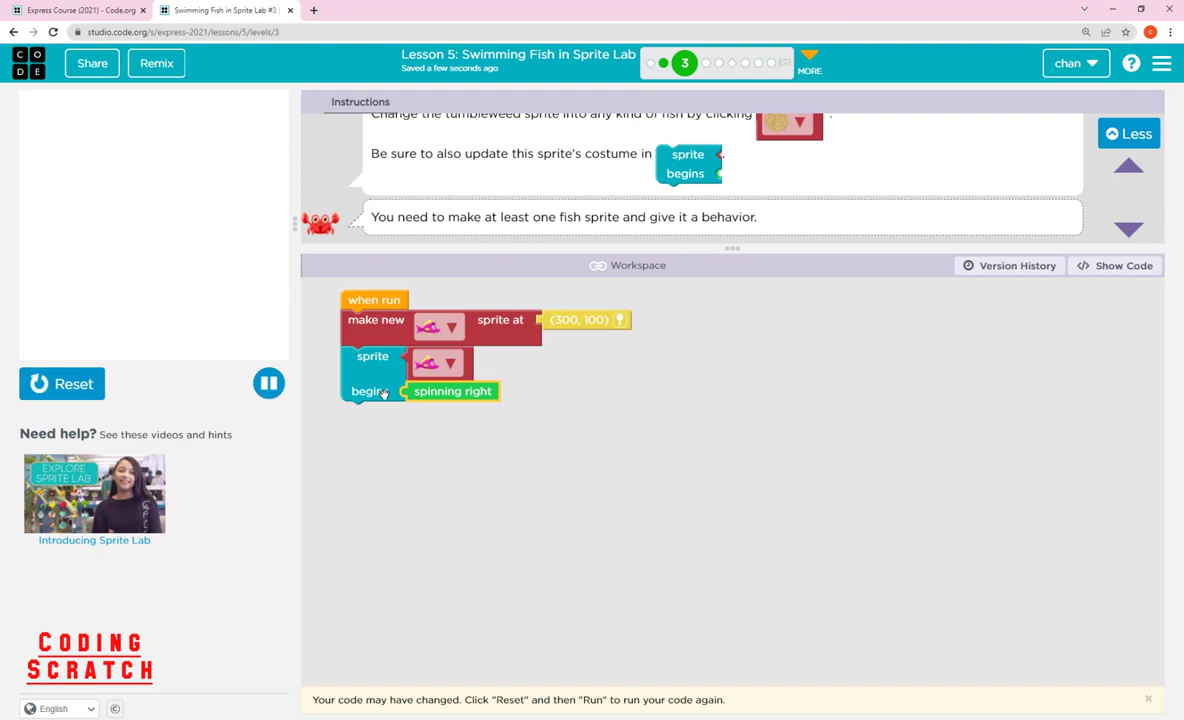 Express Course (2021) - Code.org
Swimming Fish in Sprite Lab #3
studio.code.org/s/express-2021/lessons/5/levels/3
CO
DE
Share
Remix
Lesson 5: Swimming Fish in Sprite Lab
Saved a few seconds ago
3
MORE
chan
?
Instructions
Change the tumbleweed sprite into any kind of fish by clicking .
Be sure to also update this sprite's costume in sprite begins .
Less
You need to make at least one fish sprite and give it a behavior.
Workspace
Version History
</> Show Code
when run
make new sprite at (300, 100)
sprite
begins spinning right
Reset
Need help? See these videos and hints
EXPLORE
SPRITE LAB
Introducing Sprite Lab
CODING
SCRATCH
English
©
Your code may have changed. Click "Reset" and then "Run" to run your code again.